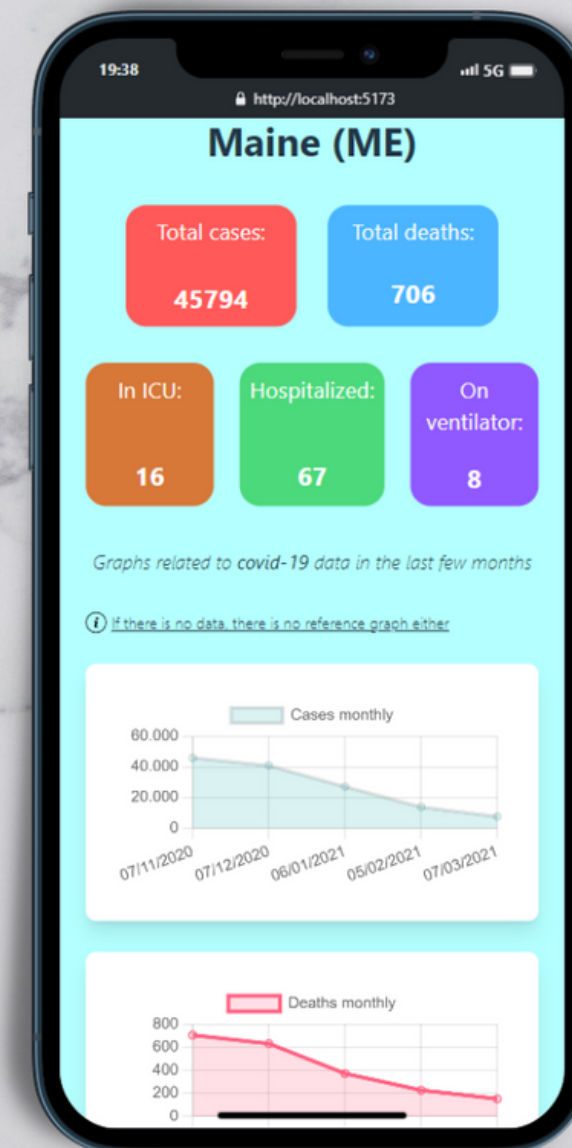 19:38
5G
http://localhost:5173
Maine (ME)
Total cases:
45794
Total deaths:
706
In ICU:
16
Hospitalized:
67
On
ventilator:
8
Graphs related to covid-19 data in the last few months
i If there is no data, there is no reference graph either
Cases monthly
60.000
40.000
20.000
0
07/11/2020
07/12/2020
06/01/2021
05/02/2021
07/03/2021
Deaths monthly
800
600
400
200
0